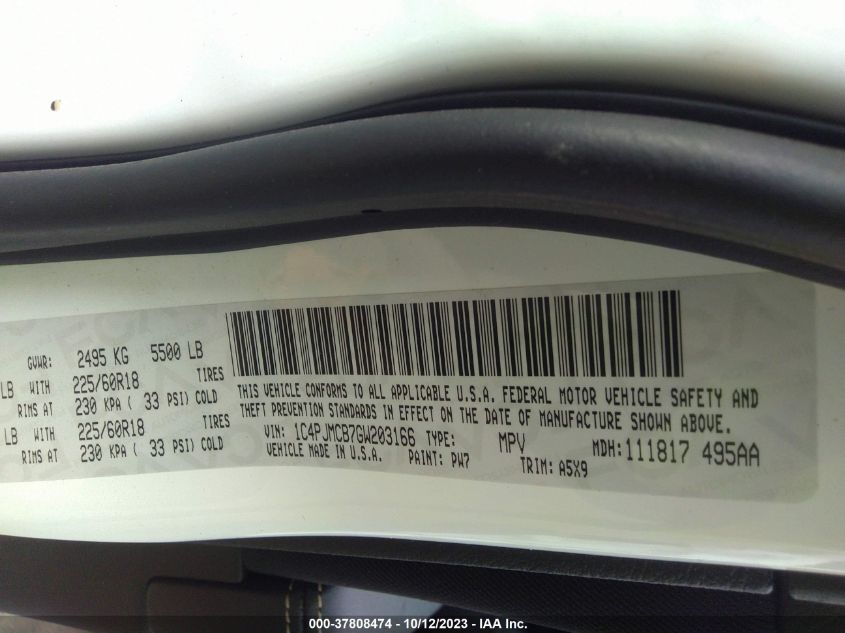 GVWR: 2495 KG 5500 LB
LB WITH 225/60R18 TIRES
RIMS AT 230 KPA ( 33 PSI) COLD
LB WITH 225/60R18 TIRES
RIMS AT 230 KPA ( 33 PSI) COLD
THIS VEHICLE CONFORMS TO ALL APPLICABLE U.S.A. FEDERAL MOTOR VEHICLE SAFETY AND
THEFT PREVENTION STANDARDS IN EFFECT ON THE DATE OF MANUFACTURE SHOWN ABOVE.
VIN: 1C4PJMCB7GW203166 TYPE: MPV MDH:111817 495AA
VEHICLE MADE IN U.S.A. PAINT: PW7 TRIM: A5X9
000-37808474 - 10/12/2023 - IAA Inc.